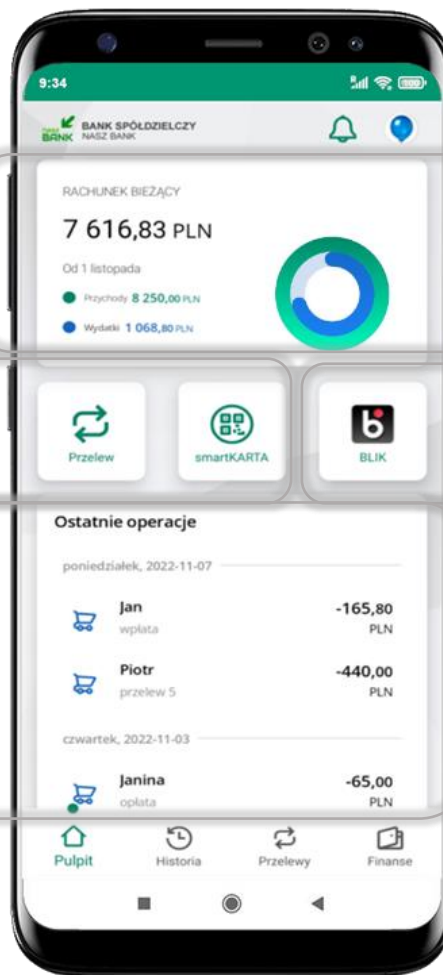 9:34
100
Nasz BANK
BANK SPÓŁDZIELCZY
NASZ BANK
RACHUNEK BIEŻĄCY
7 616,83 PLN
Od 1 listopada
Przychody 8 250,00 PLN
Wydatki 1 068,80 PLN
Przelew
smartKARTA
BLIK
Ostatnie operacje
poniedziałek, 2022-11-07
Jan -165,80
wpłata PLN
Piotr -440,00
przelew 5 PLN
czwartek, 2022-11-03
Janina -65,00
opłata PLN
Pulpit Historia Przelewy Finanse